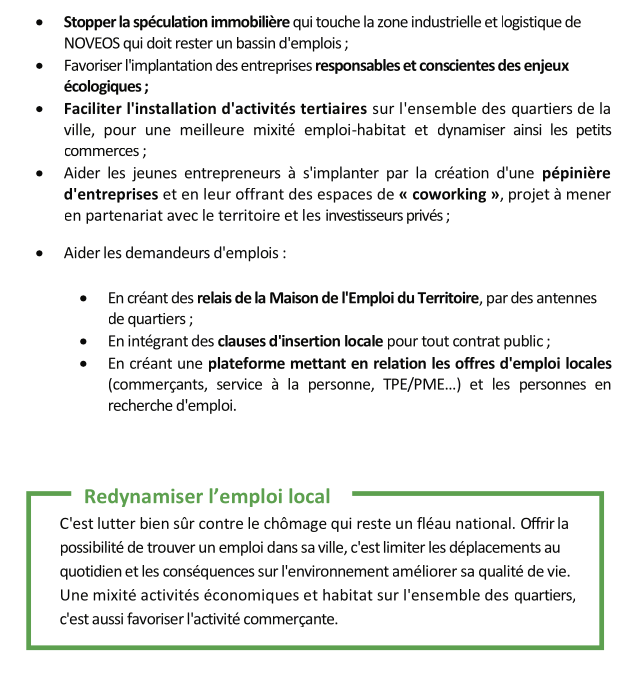 • Stopper la spéculation immobilière qui touche la zone industrielle et logistique de
NOVEOS qui doit rester un bassin d'emplois ;
• Favoriser l'implantation des entreprises responsables et conscientes des enjeux
écologiques ;
• Faciliter l'installation d'activités tertiaires sur l'ensemble des quartiers de la
ville, pour une meilleure mixité emploi-habitat et dynamiser ainsi les petits
commerces ;
• Aider les jeunes entrepreneurs à s'implanter par la création d'une pépinière
d'entreprises et en leur offrant des espaces de « coworking », projet à mener
en partenariat avec le territoire et les investisseurs privés ;
• Aider les demandeurs d'emplois :
• En créant des relais de la Maison de l'Emploi du Territoire, par des antennes
de quartiers ;
• En intégrant des clauses d'insertion locale pour tout contrat public ;
• En créant une plateforme mettant en relation les offres d'emploi locales
(commerçants, service à la personne, TPE/PME...) et les personnes en
recherche d'emploi.
Redynamiser l’emploi local
C'est lutter bien sûr contre le chômage qui reste un fléau national. Offrir la
possibilité de trouver un emploi dans sa ville, c'est limiter les déplacements au
quotidien et les conséquences sur l'environnement améliorer sa qualité de vie.
Une mixité activités économiques et habitat sur l'ensemble des quartiers,
c'est aussi favoriser l'activité commerçante.